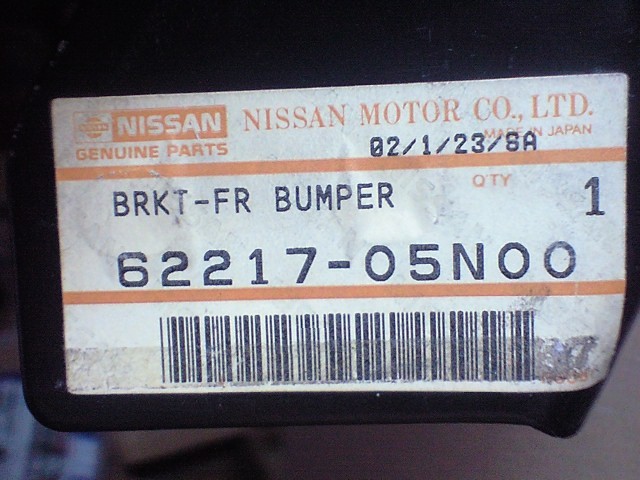 NISSAN
GENUINE PARTS
NISSAN MOTOR CO., LTD.
MADE IN JAPAN
02/1/23/8A
BRKT-FR BUMPER
Q'TY
1
62217-05N00